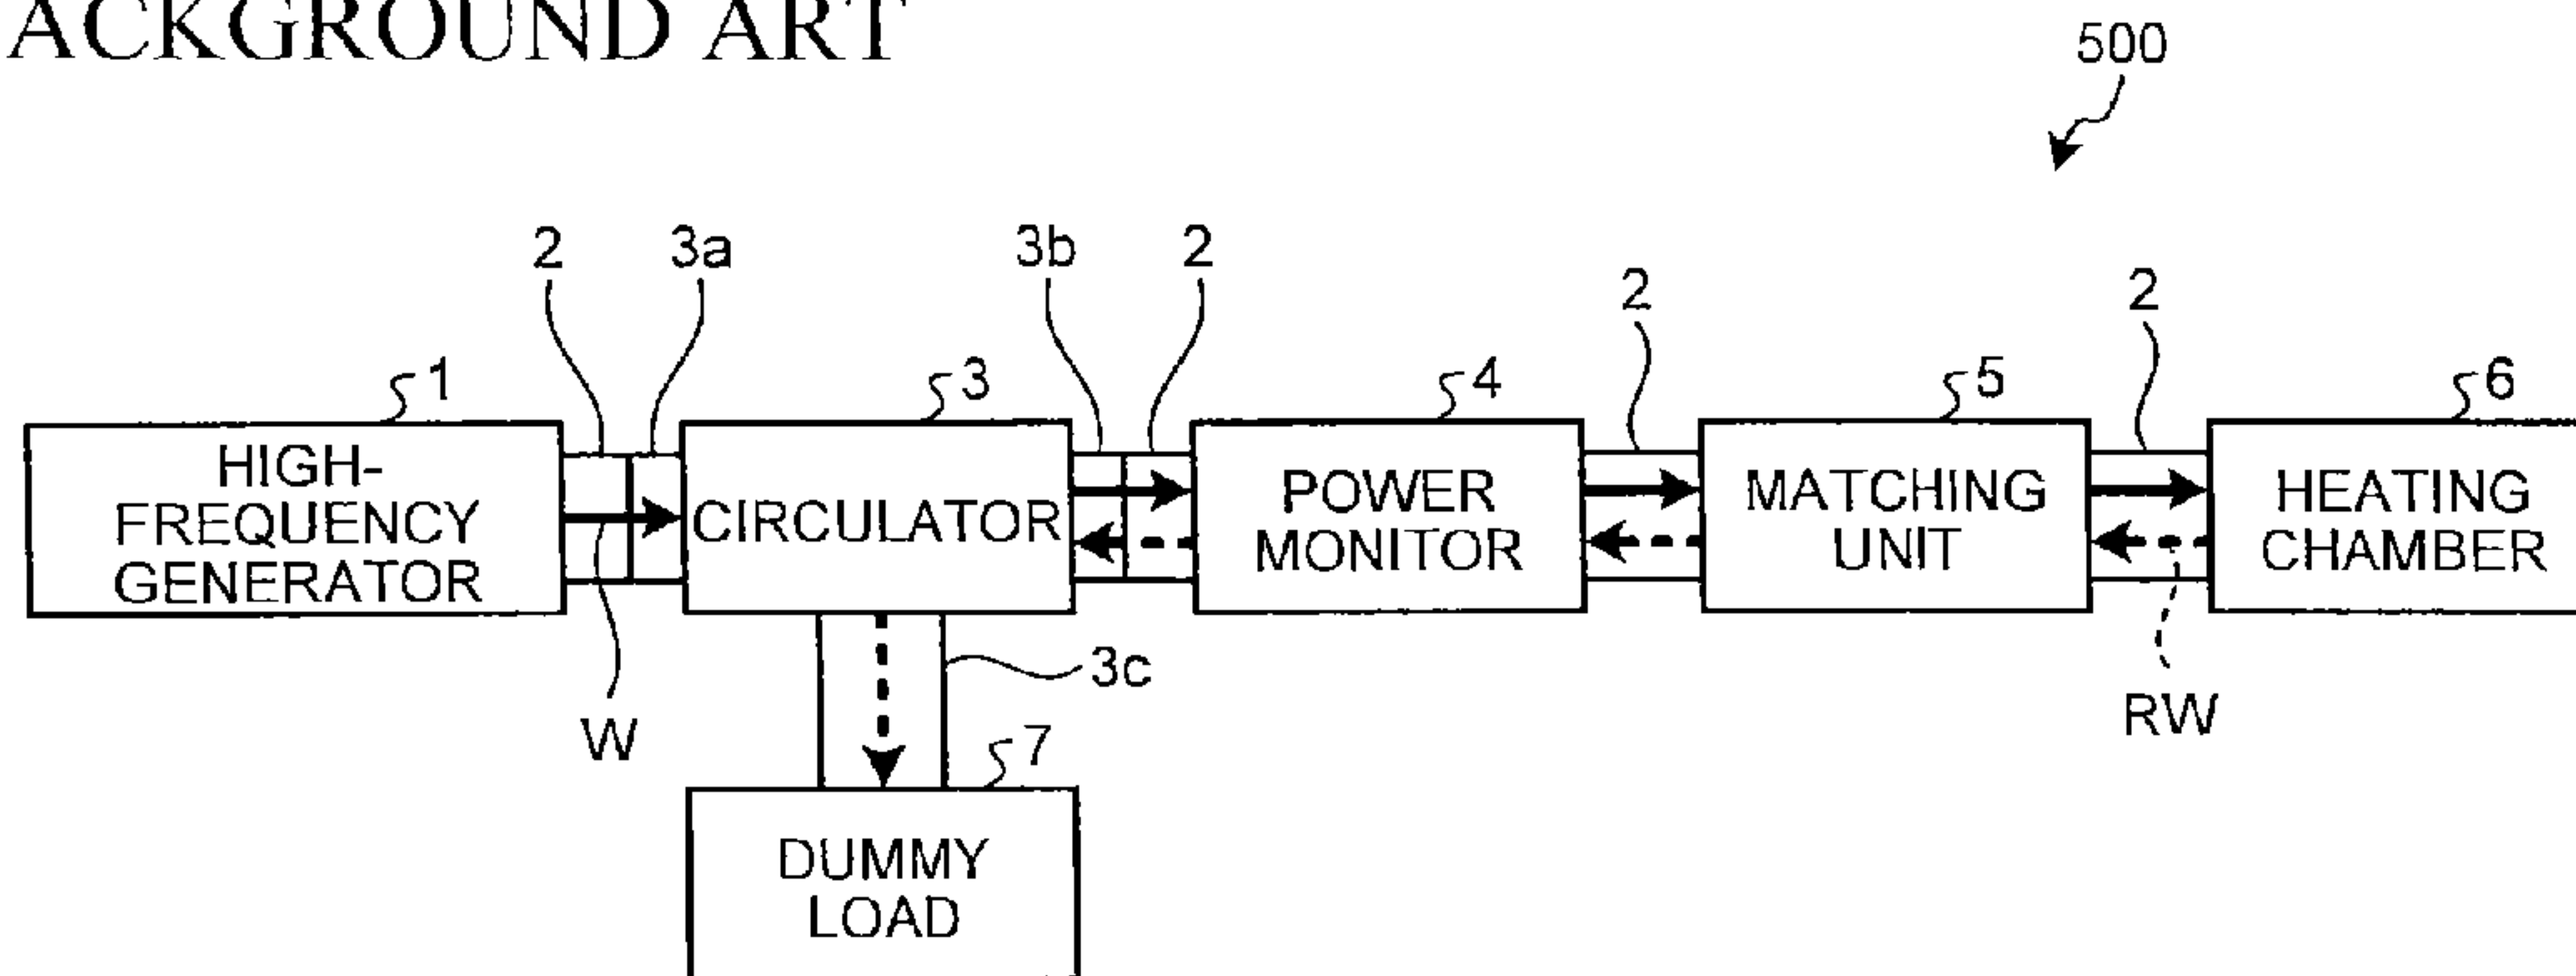 ACKGROUND ART
500
2
3a
3b
2
2
2
1
3
4
5
6
HIGH-
FREQUENCY
GENERATOR
CIRCULATOR
POWER
MONITOR
MATCHING
UNIT
HEATING
CHAMBER
W
3c
RW
7
DUMMY
LOAD